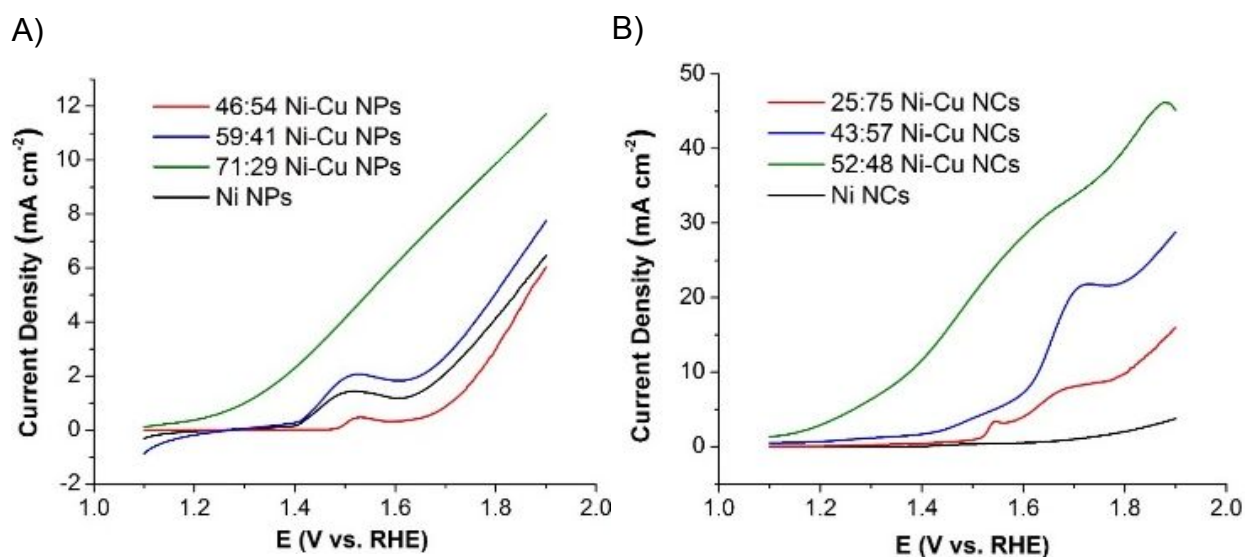 A)
B)
46:54 Ni-Cu NPs
59:41 Ni-Cu NPs
71:29 Ni-Cu NPs
Ni NPs
Current Density (mA cm⁻²)
12
10
8
6
4
2
0
-2
1.0
1.2
1.4
1.6
1.8
2.0
E (V vs. RHE)
25:75 Ni-Cu NCs
43:57 Ni-Cu NCs
52:48 Ni-Cu NCs
Ni NCs
Current Density (mA cm⁻²)
50
40
30
20
10
0
1.0
1.2
1.4
1.6
1.8
2.0
E (V vs. RHE)